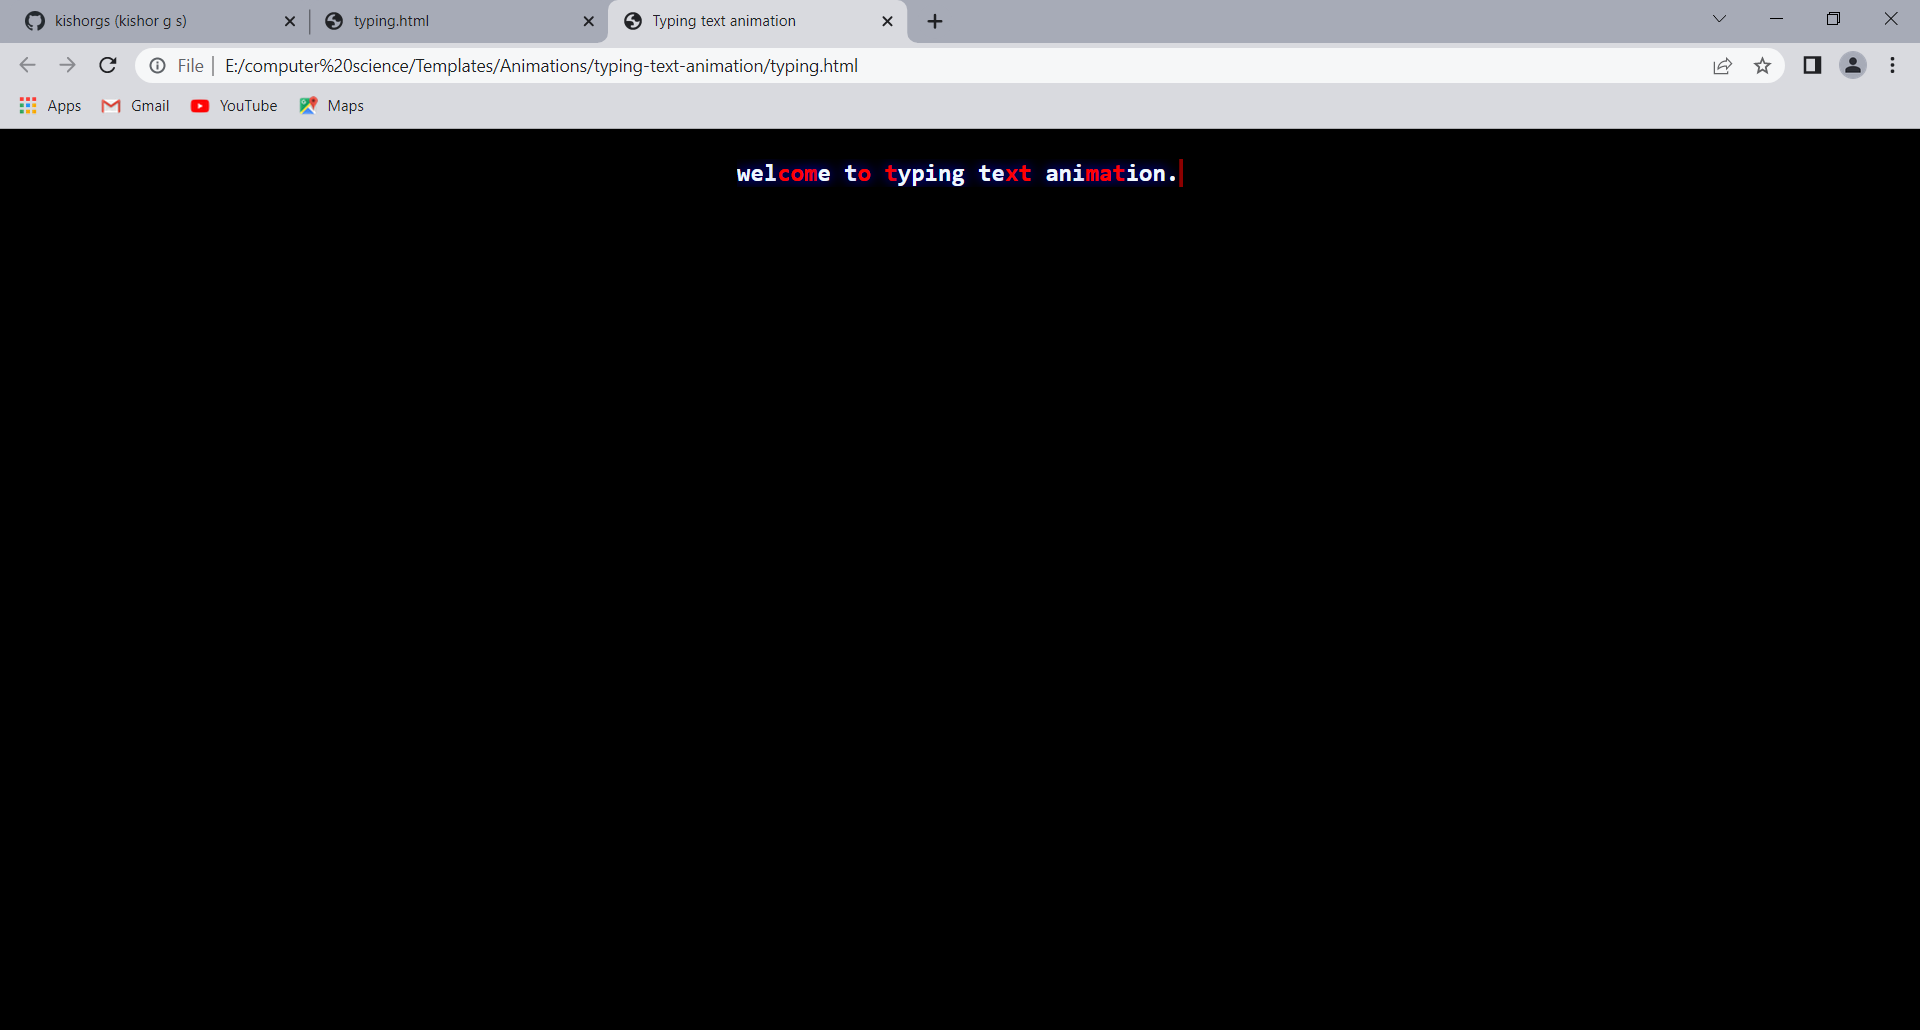 kishorgs (kishor g s)
typing.html
Typing text animation
File
E:/computer%20science/Templates/Animations/typing-text-animation/typing.html
Apps
Gmail
YouTube
Maps
welcome to typing text animation.